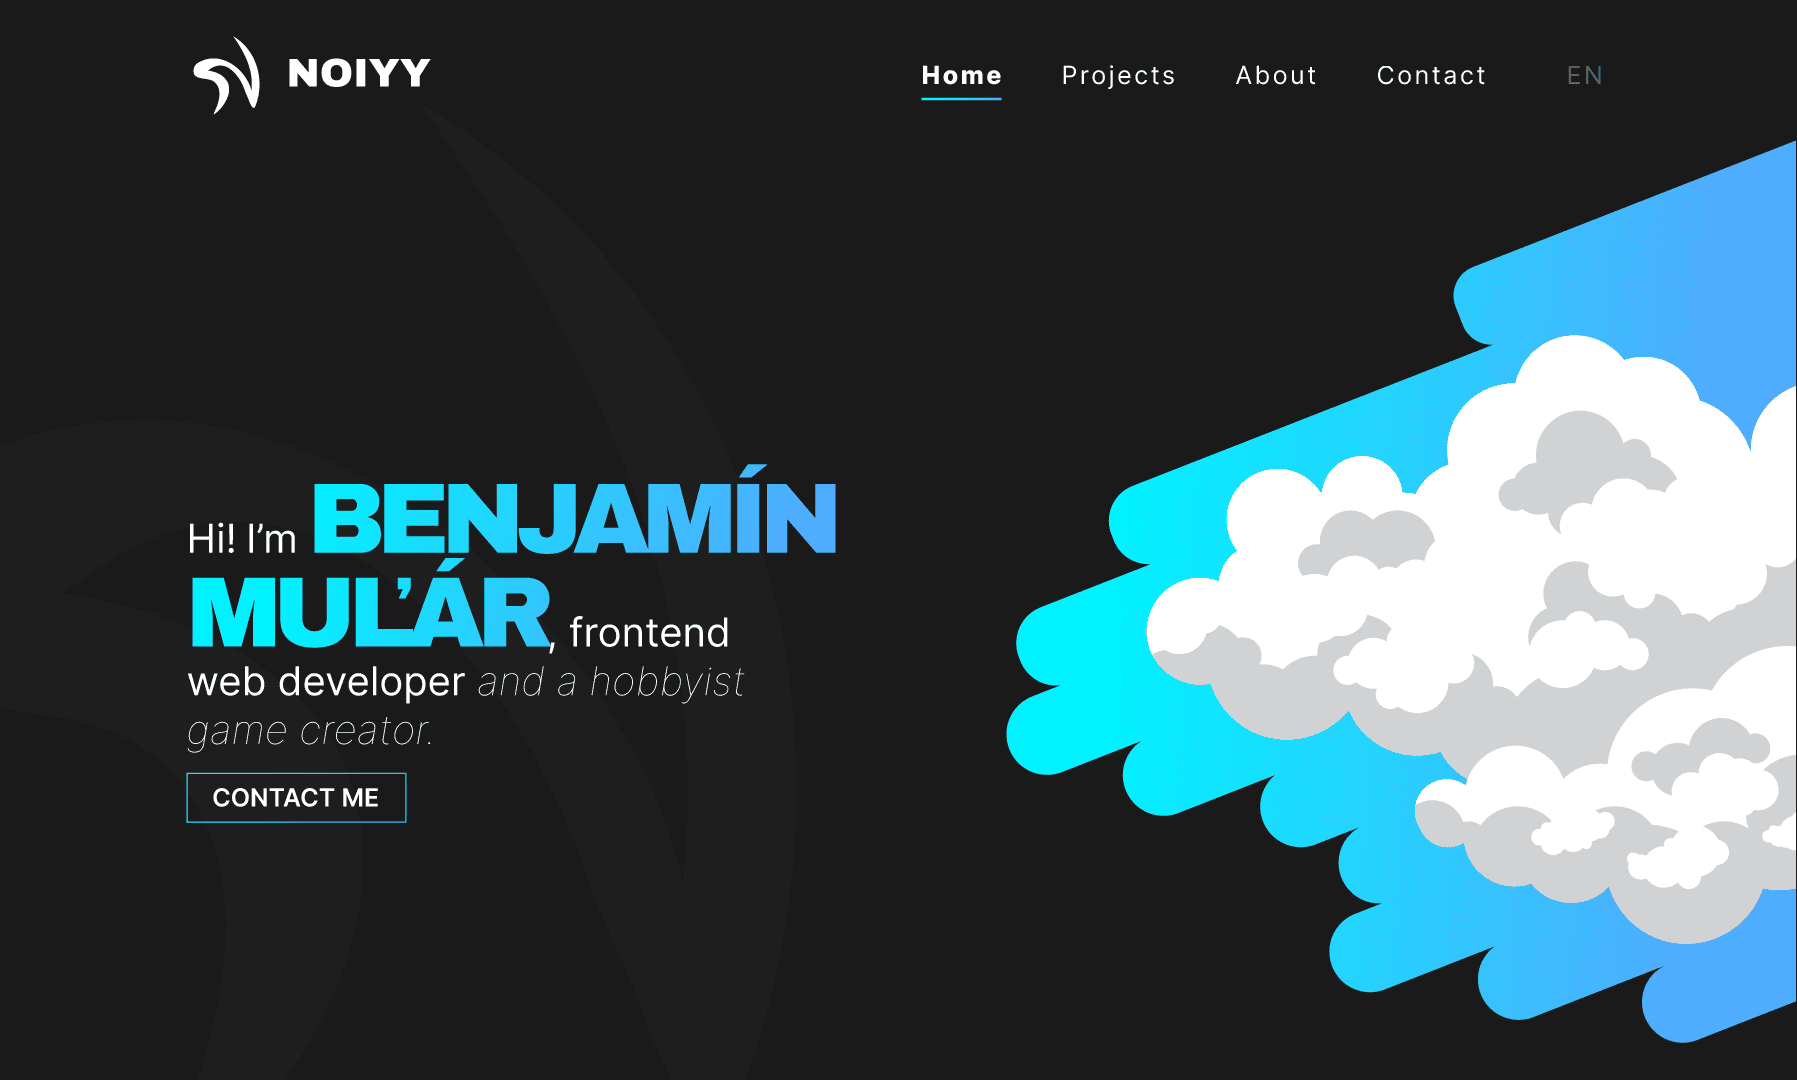 NOIYY
Home Projects About Contact EN
Hi! I’m BENJAMÍN
MUĽÁR, frontend
web developer and a hobbyist
game creator.
CONTACT ME